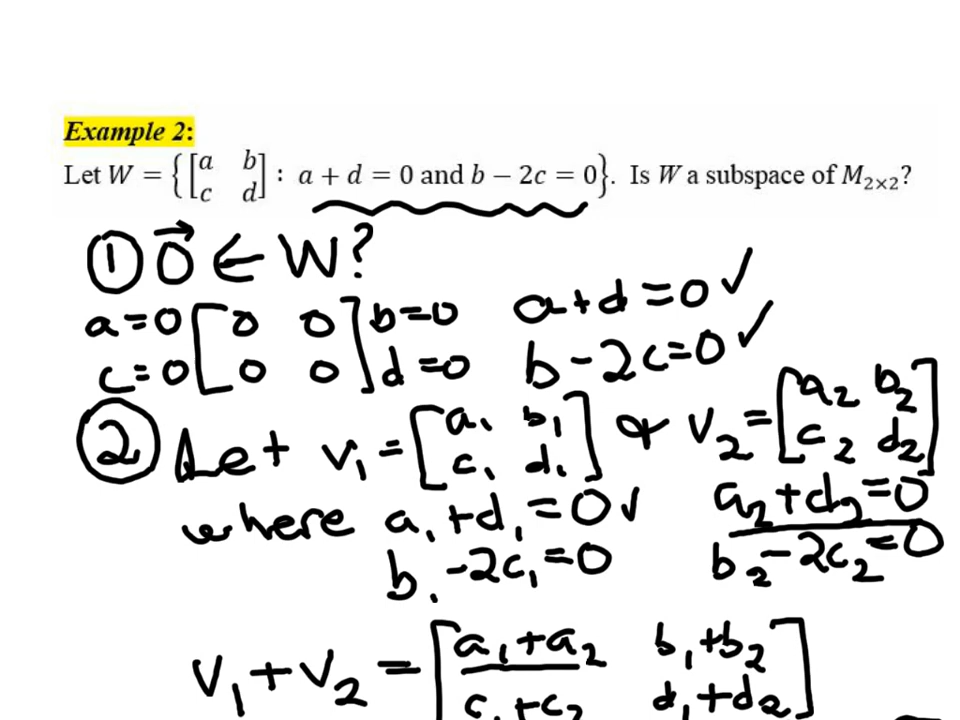 Example 2:
Let W = {[a b c d] : a + d = 0 and b – 2c = 0}. Is W a subspace of M₂ₓ₂?
① 0⃗ ∈ W?
a=0 [0 0 b=0 a+d=0 ✓
c=0 0 0] d=0 b-2c=0 ✓
② Let v₁ = [a₁ b₁ c₁ d₁] & v₂ = [a₂ b₂ c₂ d₂]
where a₁+d₁=0 ✓ a₂+d₂=0
b₁-2c₁=0 b₂-2c₂=0
v₁+v₂ = [a₁+a₂ b₁+b₂
c₁+c₂ d₁+d₂]